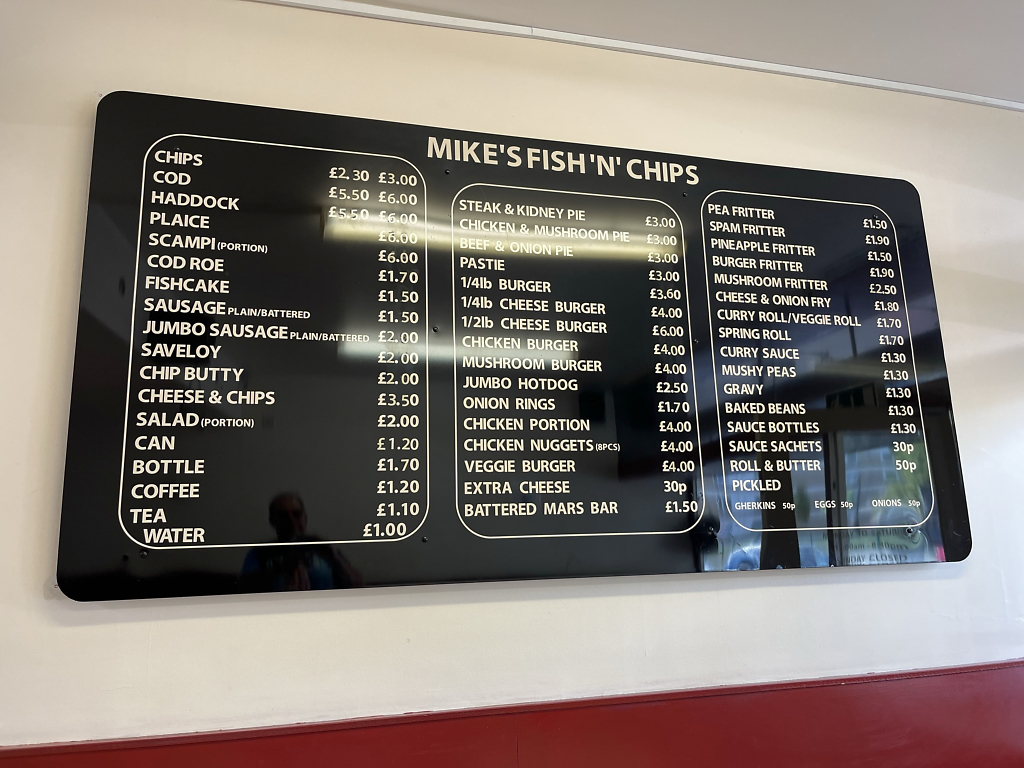 MIKE'S FISH 'N' CHIPS
CHIPS £2.30 £3.00
COD £5.50 £6.00
HADDOCK £5.50 £6.00
PLAICE £6.00
SCAMPI (PORTION) £6.00
COD ROE £1.70
FISHCAKE £1.50
SAUSAGE PLAIN/BATTERED £1.50
JUMBO SAUSAGE PLAIN/BATTERED £2.00
SAVELOY £2.00
CHIP BUTTY £2.00
CHEESE & CHIPS £3.50
SALAD (PORTION) £2.00
CAN £1.20
BOTTLE £1.70
COFFEE £1.20
TEA £1.10
WATER £1.00
STEAK & KIDNEY PIE £3.00
CHICKEN & MUSHROOM PIE £3.00
BEEF & ONION PIE £3.00
PASTIE £3.00
1/4lb BURGER £3.60
1/4lb CHEESE BURGER £4.00
1/2lb CHEESE BURGER £6.00
CHICKEN BURGER £4.00
MUSHROOM BURGER £4.00
JUMBO HOTDOG £2.50
ONION RINGS £1.70
CHICKEN PORTION £4.00
CHICKEN NUGGETS (8PCS) £4.00
VEGGIE BURGER £4.00
EXTRA CHEESE 30p
BATTERED MARS BAR £1.50
PEA FRITTER £1.50
SPAM FRITTER £1.90
PINEAPPLE FRITTER £1.50
BURGER FRITTER £1.90
MUSHROOM FRITTER £2.50
CHEESE & ONION FRY £1.80
CURRY ROLL/VEGGIE ROLL £1.70
SPRING ROLL £1.70
CURRY SAUCE £1.30
MUSHY PEAS £1.30
GRAVY £1.30
BAKED BEANS £1.30
SAUCE BOTTLES £1.30
SAUCE SACHETS 30p
ROLL & BUTTER 50p
PICKLED
GHERKINS 50p EGGS 50p ONIONS 50p